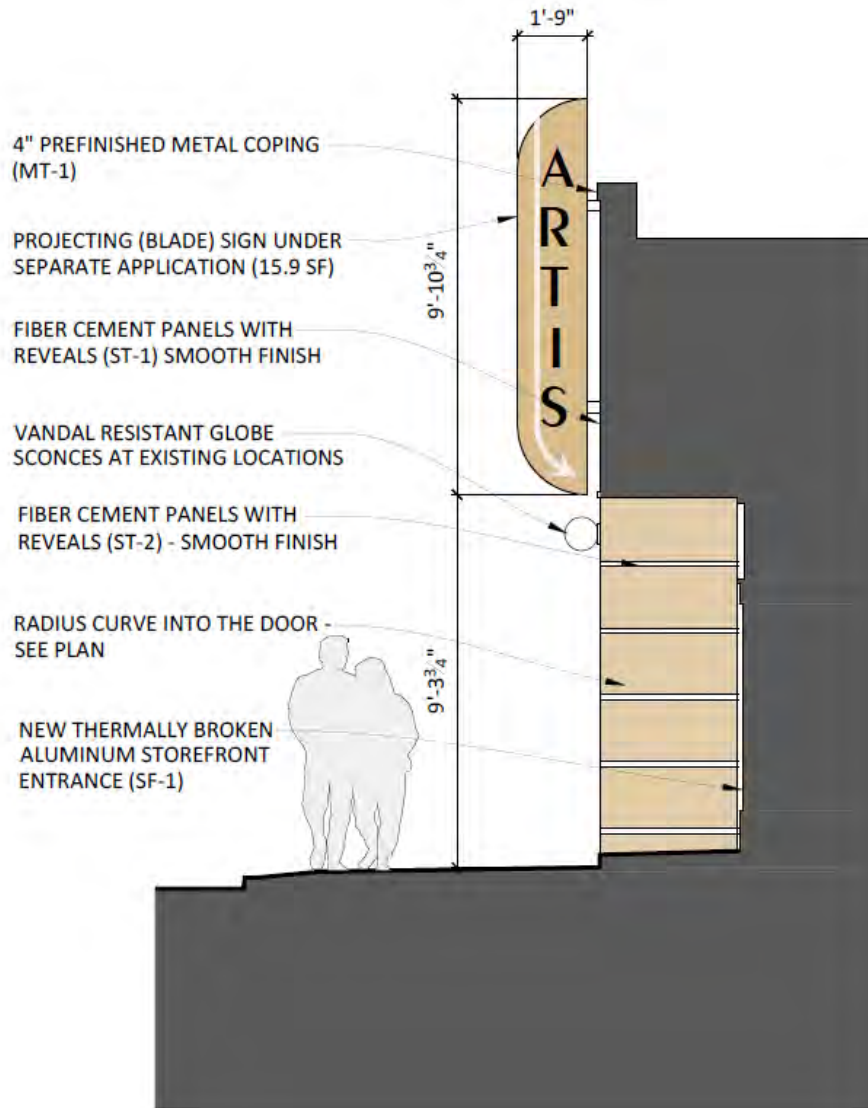 1'-9"
4" PREFINISHED METAL COPING
(MT-1)
PROJECTING (BLADE) SIGN UNDER
SEPARATE APPLICATION (15.9 SF)
FIBER CEMENT PANELS WITH
REVEALS (ST-1) SMOOTH FINISH
VANDAL RESISTANT GLOBE
SCONCES AT EXISTING LOCATIONS
FIBER CEMENT PANELS WITH
REVEALS (ST-2) - SMOOTH FINISH
RADIUS CURVE INTO THE DOOR -
SEE PLAN
NEW THERMALLY BROKEN
ALUMINUM STOREFRONT
ENTRANCE (SF-1)
9'-10¾"
9'-3¾"
ARTIS